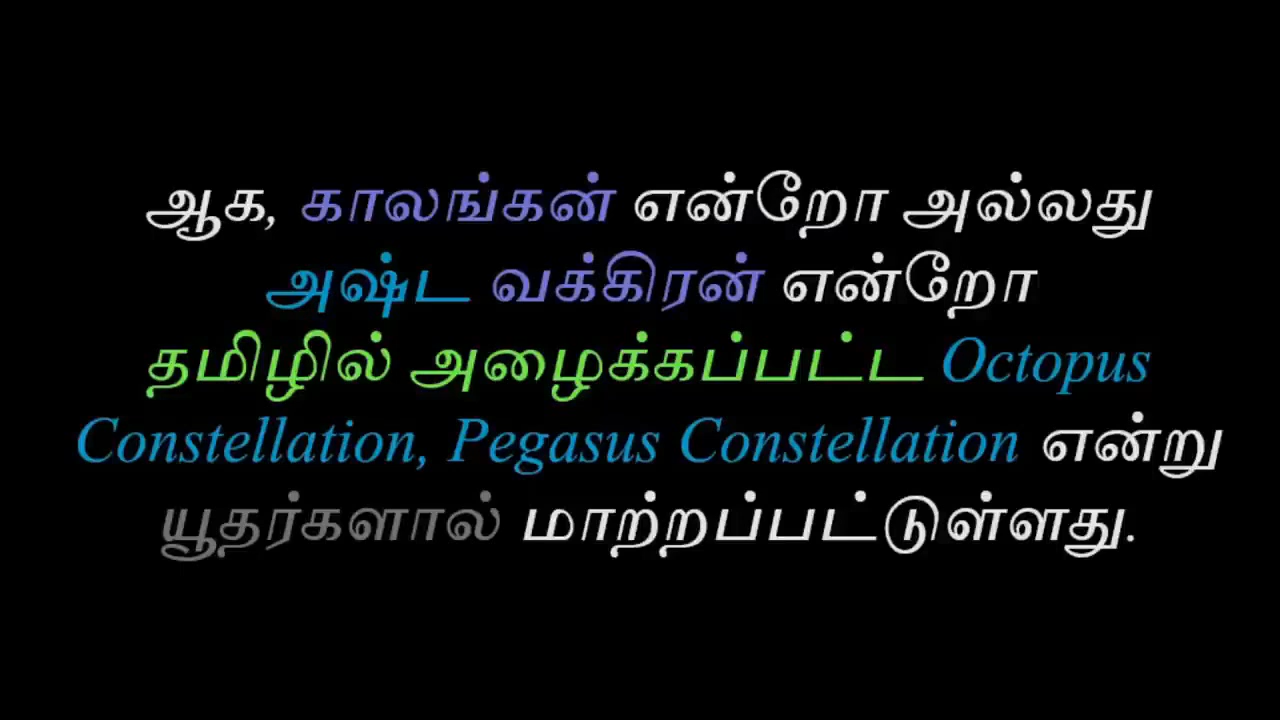 ஆக, காலங்கன் என்றோ அல்லது
அஷ்ட வக்கிரன் என்றோ
தமிழில் அழைக்கப்பட்ட Octopus
Constellation, Pegasus Constellation என்று
யூதர்களால் மாற்றப்பட்டுள்ளது.